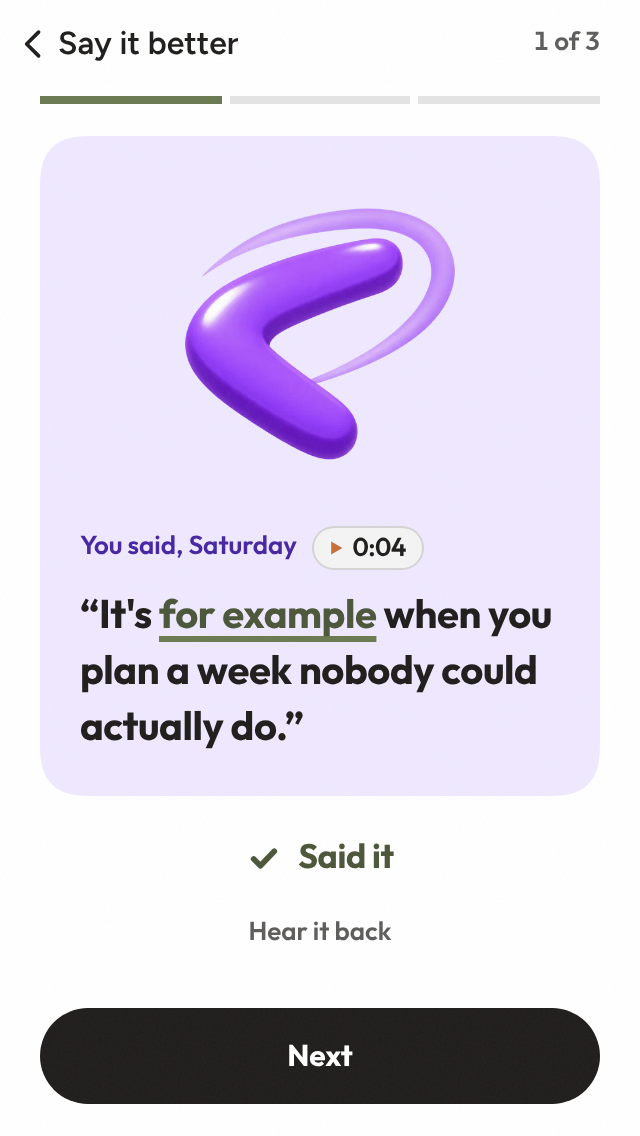 Say it better
1 of 3
You said, Saturday
0:04
“It's for example when you
plan a week nobody could
actually do.”
Said it
Hear it back
Next